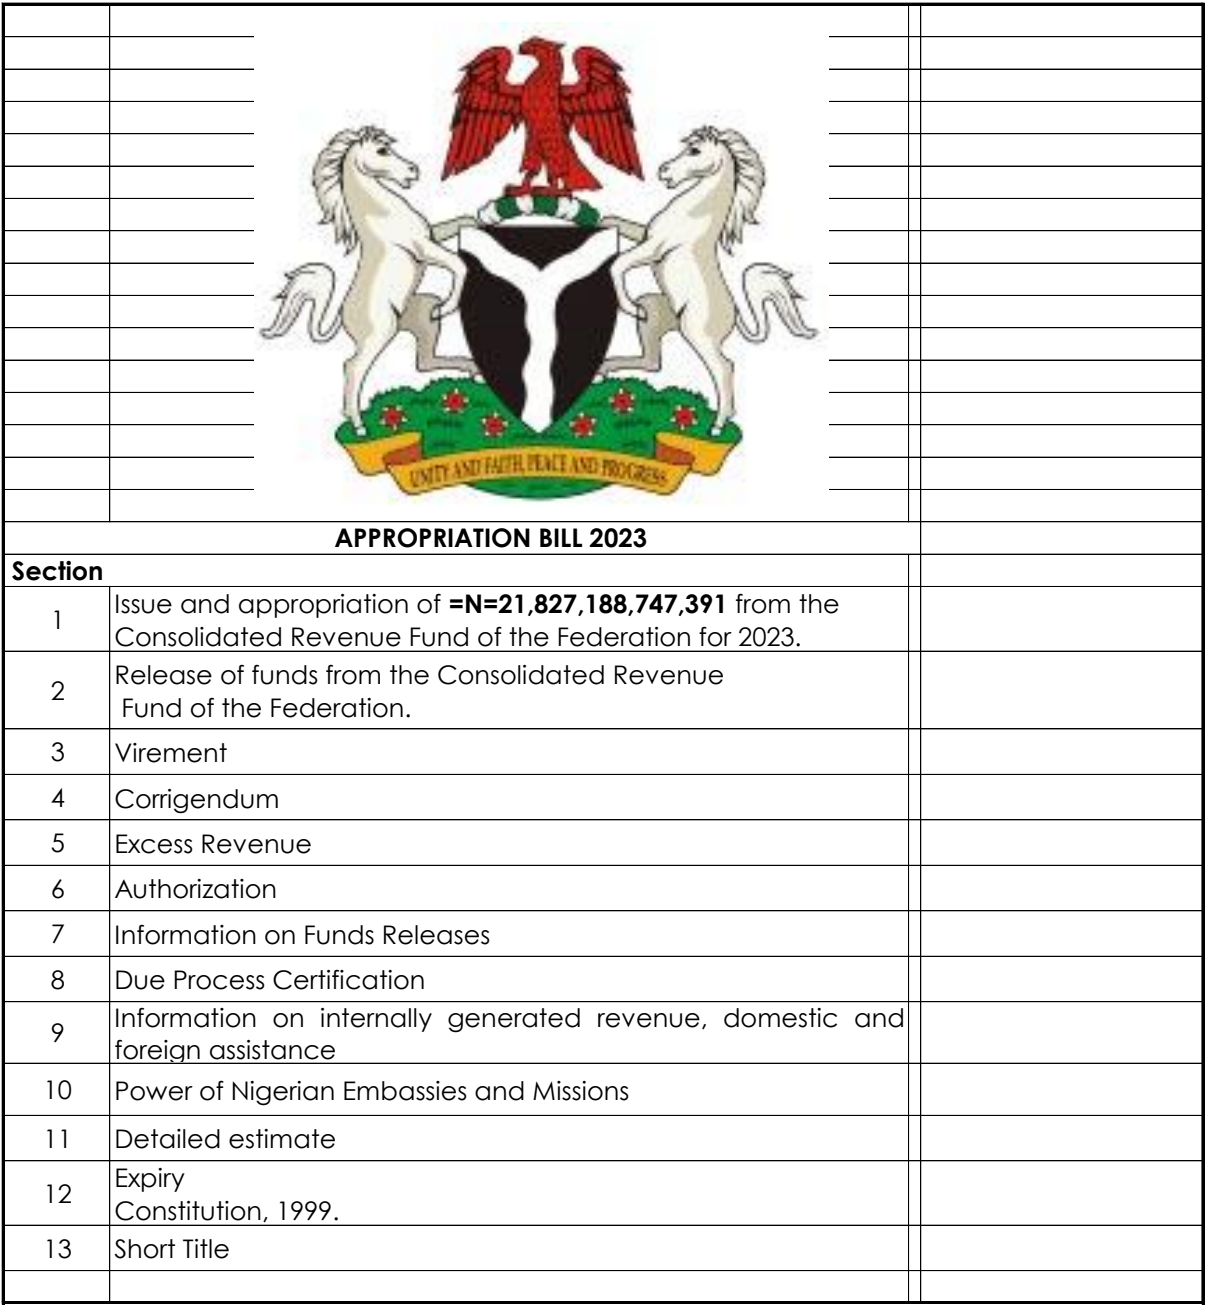 UNITY AND FAITH, PEACE AND PROGRESS
APPROPRIATION BILL 2023
Section
1 Issue and appropriation of =N=21,827,188,747,391 from the
Consolidated Revenue Fund of the Federation for 2023.
2 Release of funds from the Consolidated Revenue
Fund of the Federation.
3 Virement
4 Corrigendum
5 Excess Revenue
6 Authorization
7 Information on Funds Releases
8 Due Process Certification
9 Information on internally generated revenue, domestic and
foreign assistance
10 Power of Nigerian Embassies and Missions
11 Detailed estimate
12 Expiry
Constitution, 1999.
13 Short Title